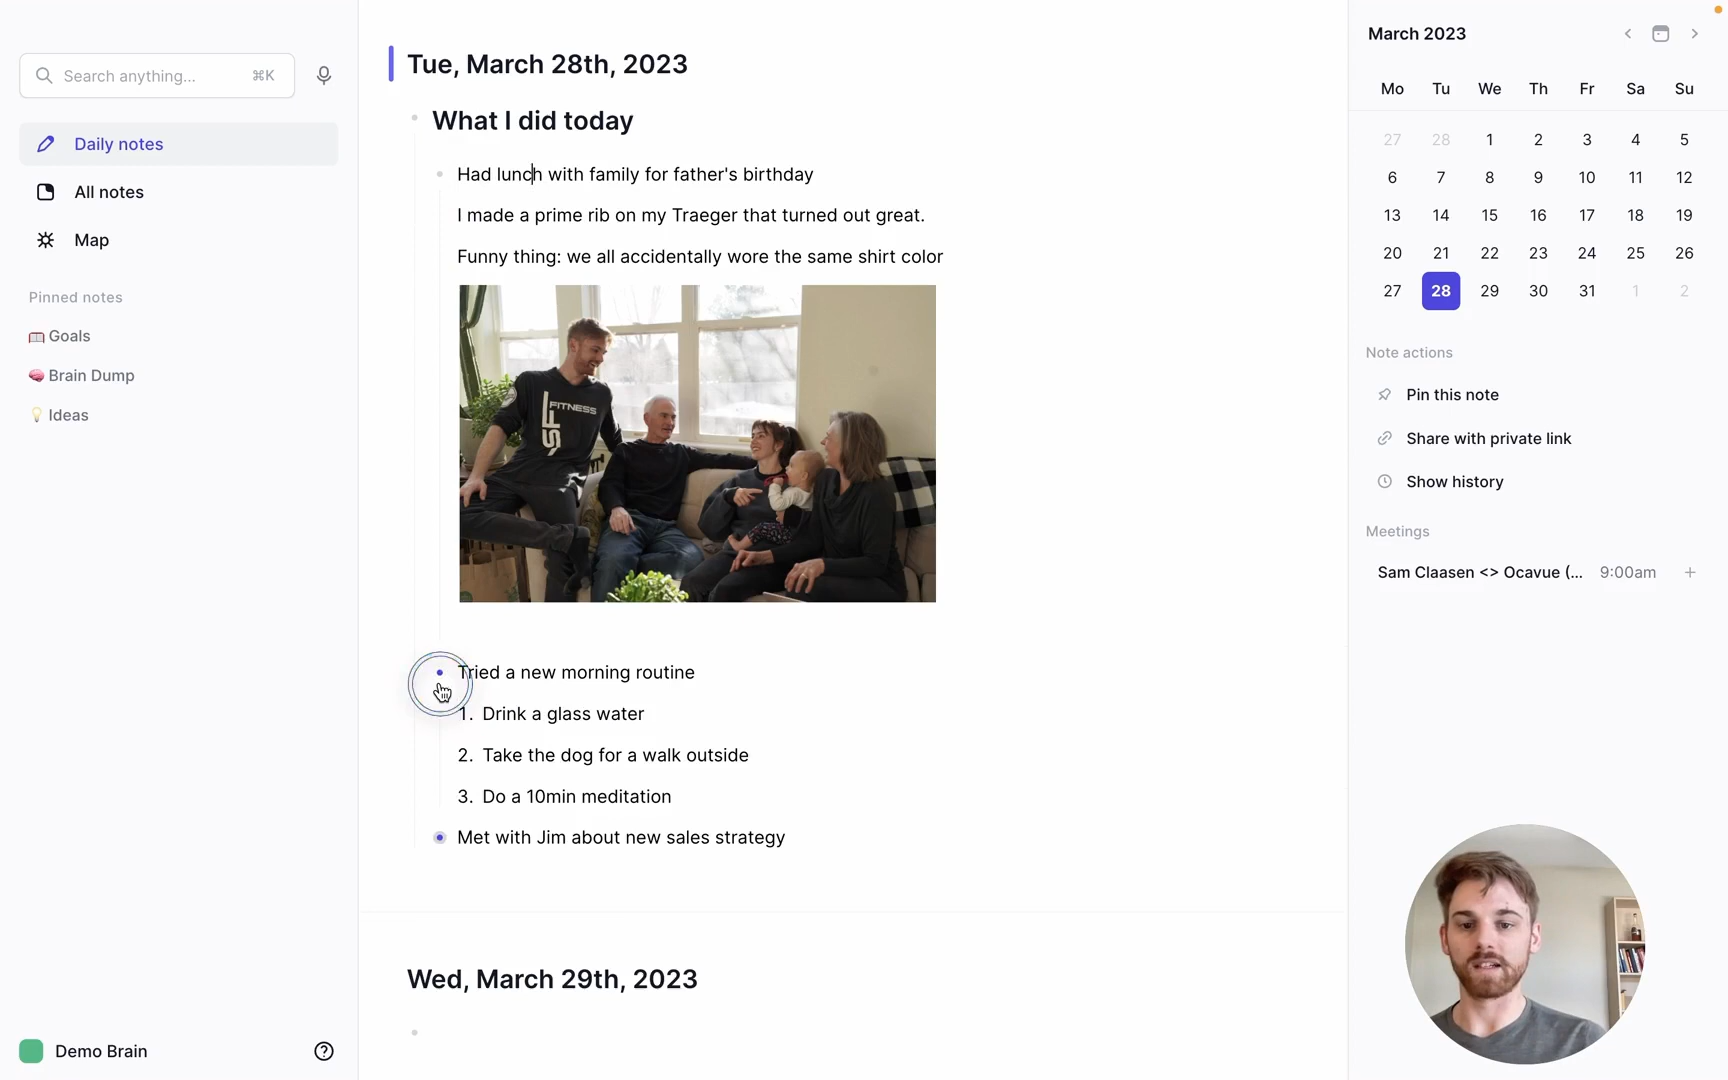 Search anything... ⌘K
Daily notes
All notes
Map
Pinned notes
Goals
Brain Dump
Ideas
Demo Brain
Tue, March 28th, 2023
What I did today
Had lunch with family for father's birthday
I made a prime rib on my Traeger that turned out great.
Funny thing: we all accidentally wore the same shirt color
FITNESS
SF
Tried a new morning routine
1. Drink a glass water
2. Take the dog for a walk outside
3. Do a 10min meditation
Met with Jim about new sales strategy
Wed, March 29th, 2023
March 2023
Mo Tu We Th Fr Sa Su
27 28 1 2 3 4 5
6 7 8 9 10 11 12
13 14 15 16 17 18 19
20 21 22 23 24 25 26
27 28 29 30 31 1 2
Note actions
Pin this note
Share with private link
Show history
Meetings
Sam Claasen <> Ocavue (... 9:00am +